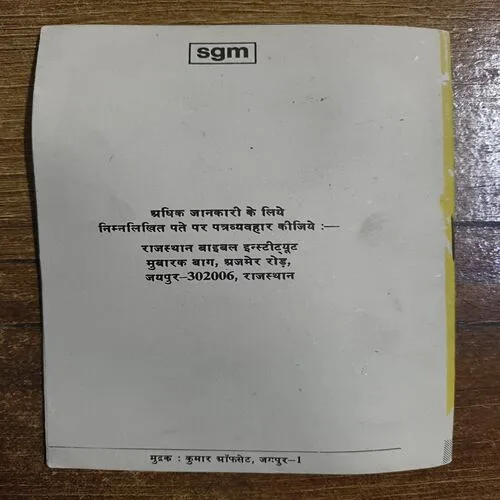 sgm
अधिक जानकारी के लिये
निम्नलिखित पते पर पत्रव्यवहार कीजिये :—
राजस्थान बाइबल इन्स्टीट्यूट
मुबारक बाग, अजमेर रोड़,
जयपुर–302006, राजस्थान
मुद्रक : कुमार ऑफसेट, जयपुर–1